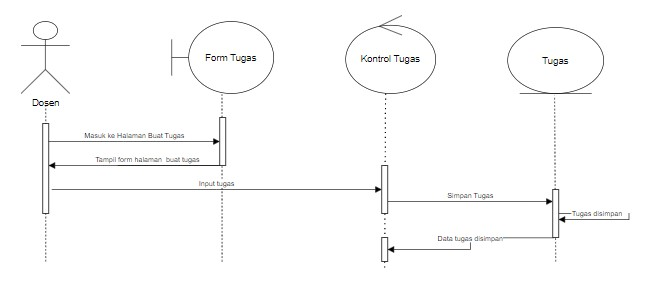 Form Tugas
Kontrol Tugas
Tugas
Dosen
Masuk ke Halaman Buat Tugas
Tampil form halaman buat tugas
Input tugas
Simpan Tugas
Tugas disimpan
Data tugas disimpan